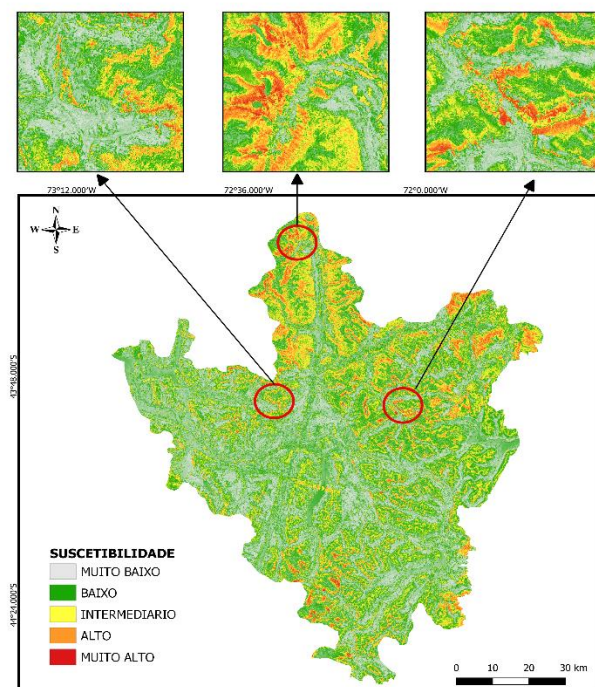 73°12.000'W 72°36.000'W 72°0.000'W
N
W E
S
43°48.000'S
44°24.000'S
SUSCETIBILIDADE
MUITO BAIXO
BAIXO
INTERMEDIARIO
ALTO
MUITO ALTO
0 10 20 30 km